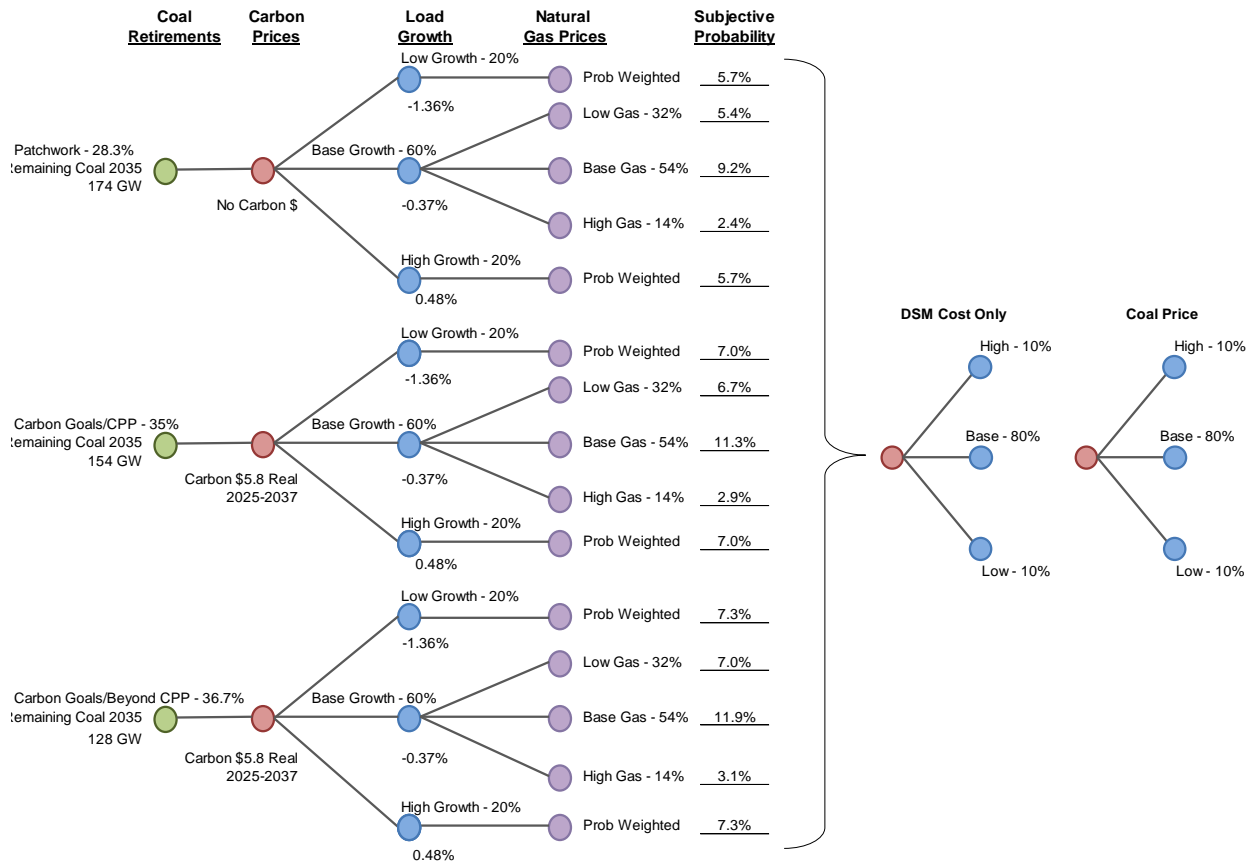 Coal Retirements
Carbon Prices
Load Growth
Natural Gas Prices
Subjective Probability
Low Growth - 20%
-1.36%
Prob Weighted
5.7%
Low Gas - 32%
5.4%
Patchwork - 28.3%
Remaining Coal 2035
174 GW
No Carbon $
Base Growth - 60%
-0.37%
Base Gas - 54%
9.2%
High Gas - 14%
2.4%
High Growth - 20%
0.48%
Prob Weighted
5.7%
Low Growth - 20%
-1.36%
Prob Weighted
7.0%
Low Gas - 32%
6.7%
Carbon Goals/CPP - 35%
Remaining Coal 2035
154 GW
Carbon $5.8 Real
2025-2037
Base Growth - 60%
-0.37%
Base Gas - 54%
11.3%
High Gas - 14%
2.9%
High Growth - 20%
0.48%
Prob Weighted
7.0%
Low Growth - 20%
-1.36%
Prob Weighted
7.3%
Low Gas - 32%
7.0%
Carbon Goals/Beyond CPP - 36.7%
Remaining Coal 2035
128 GW
Carbon $5.8 Real
2025-2037
Base Growth - 60%
-0.37%
Base Gas - 54%
11.9%
High Gas - 14%
3.1%
High Growth - 20%
0.48%
Prob Weighted
7.3%
DSM Cost Only
High - 10%
Base - 80%
Low - 10%
Coal Price
High - 10%
Base - 80%
Low - 10%